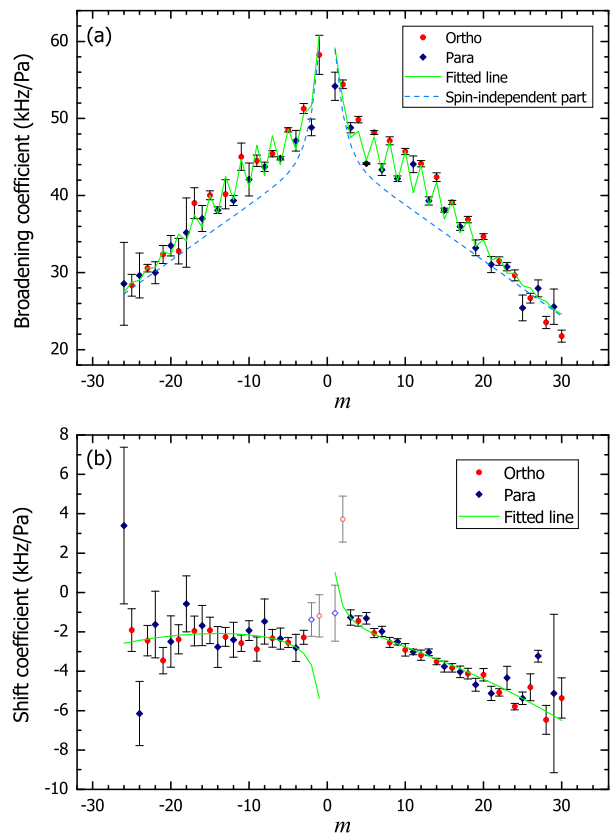 (a)
Ortho
Para
Fitted line
Spin-independent part
Broadening coefficient (kHz/Pa)
60
50
40
30
20
-30 -20 -10 0 10 20 30
m
(b)
Ortho
Para
Fitted line
Shift coefficient (kHz/Pa)
8
6
4
2
0
-2
-4
-6
-8
-10
-30 -20 -10 0 10 20 30
m